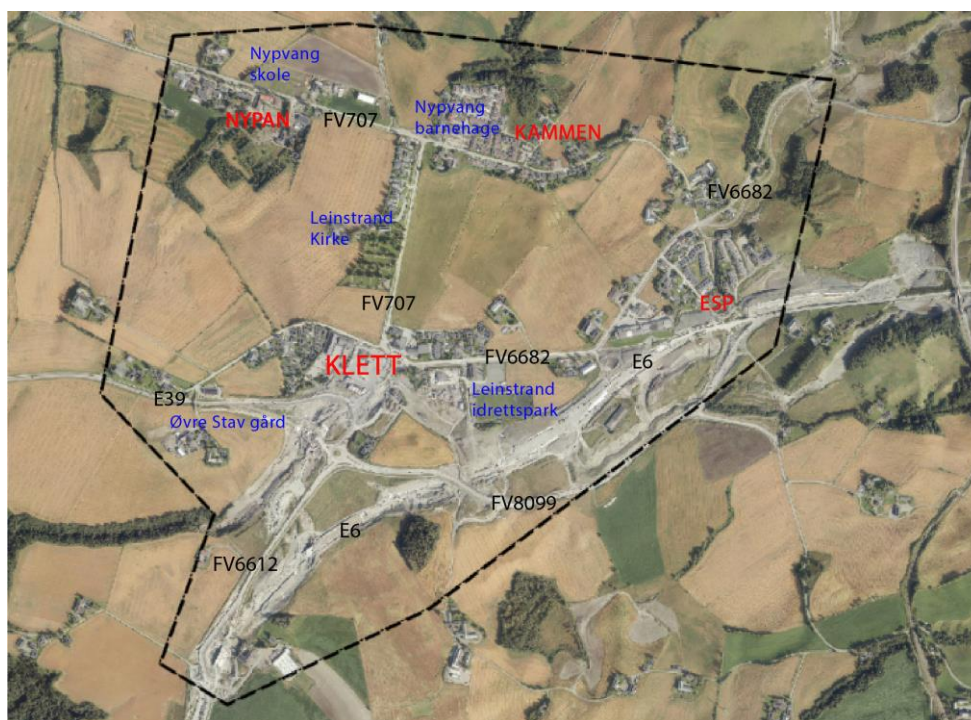 Nypvang
skole
NYPAN
FV707
Nypvang
barnehage
KAMMEN
FV6682
Leinstrand
Kirke
FV707
ESP
KLETT
FV6682
E6
E39
Leinstrand
idrettspark
Øvre Stav gård
FV8099
E6
FV6612